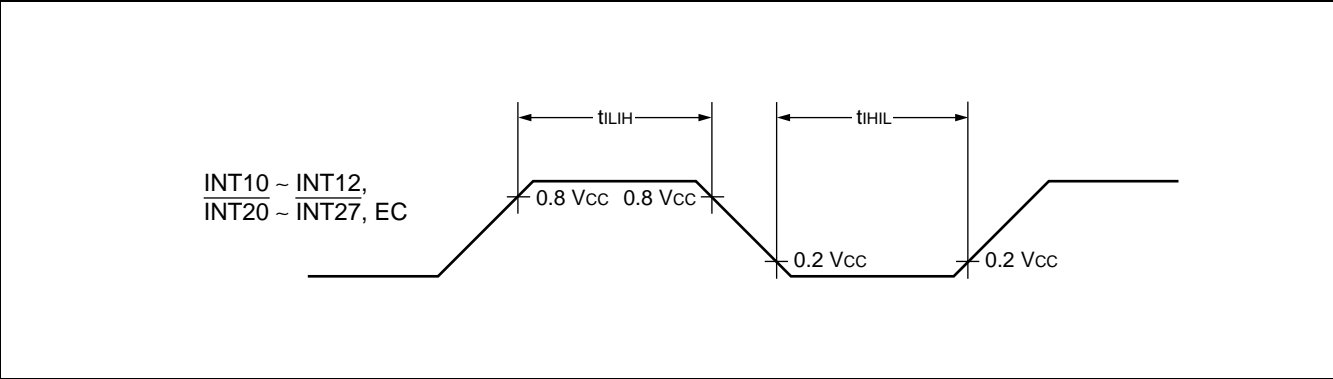 tILIH
tIHIL
INT10 ~ INT12,
INT20 ~ INT27, EC
0.8 VCC
0.8 VCC
0.2 VCC
0.2 VCC